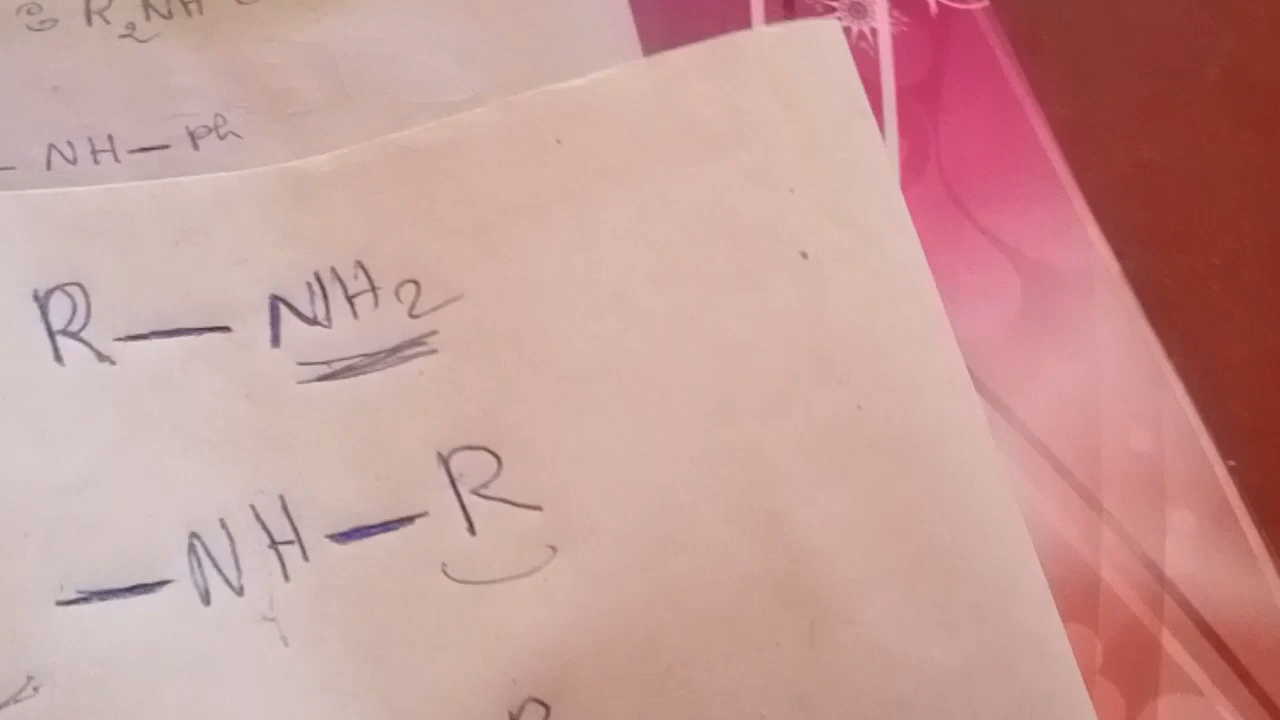 R₂NH
- NH - Ph
R - NH₂
- NH - R
R